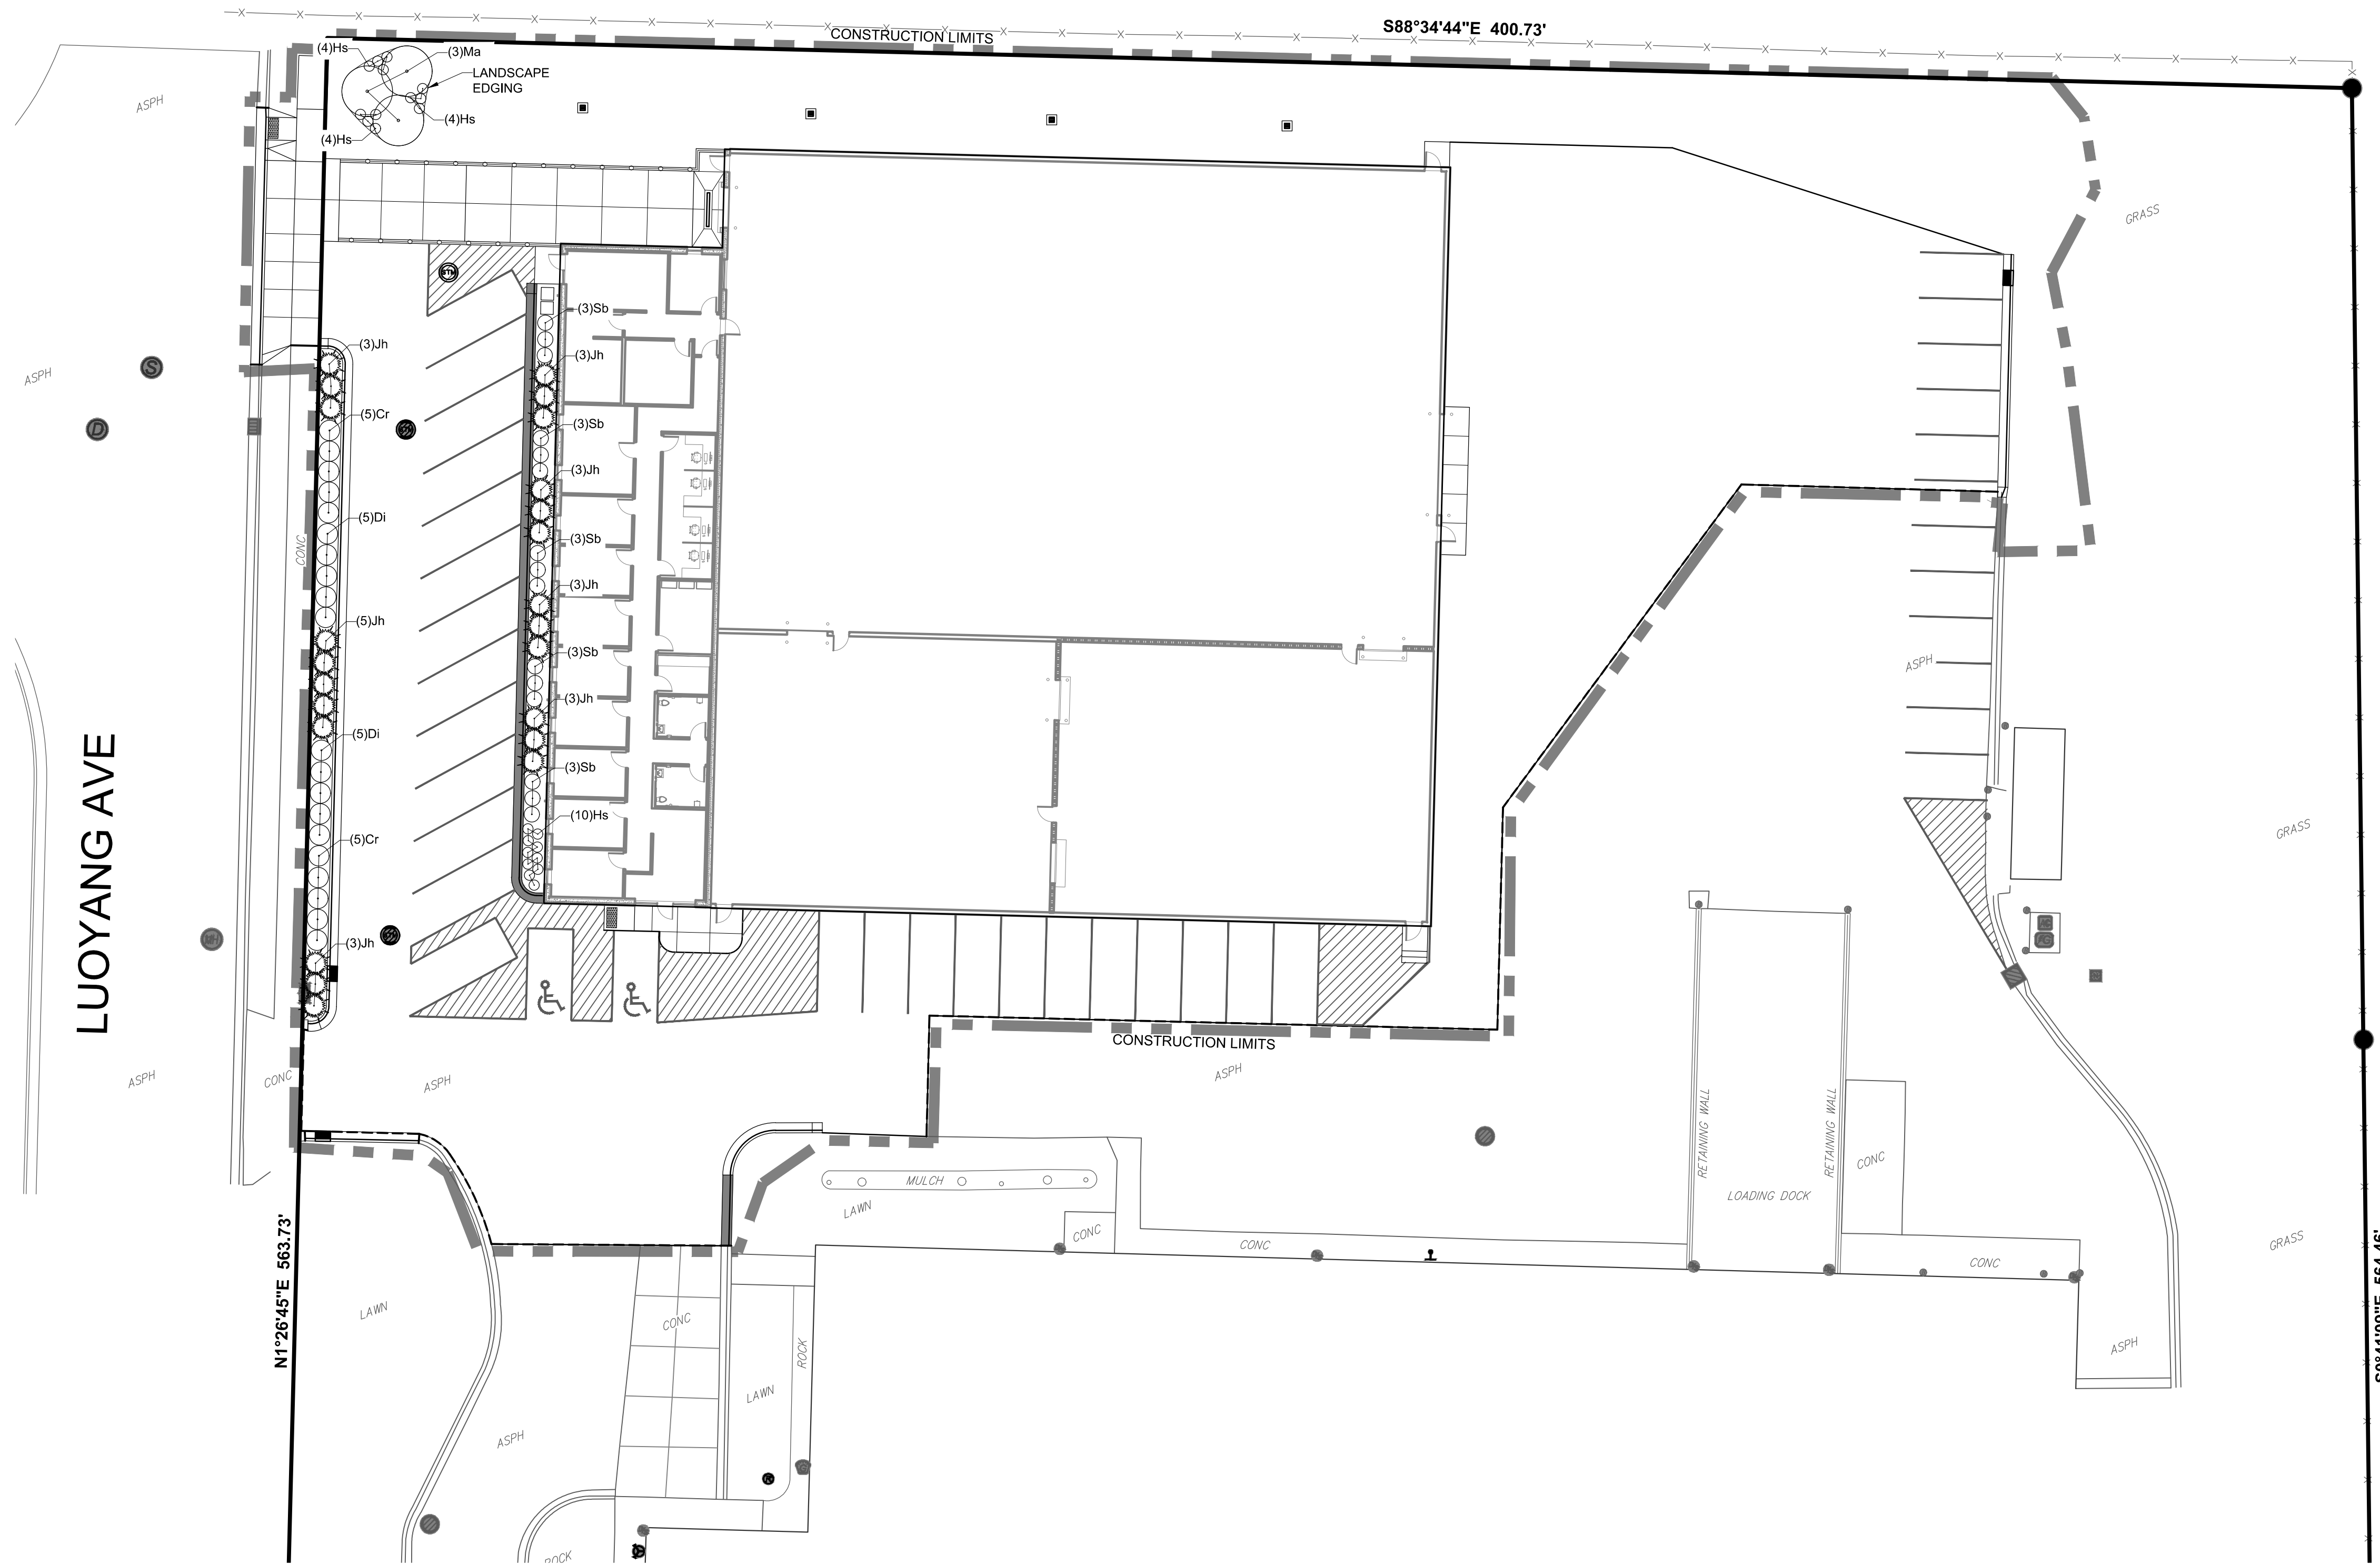 S88°34'44"E 400.73'
CONSTRUCTION LIMITS
(4)Hs
(3)Ma
LANDSCAPE
EDGING
(4)Hs
(4)Hs
ASPH
GRASS
STM
(3)Sb
(3)Jh
(3)Jh
ASPH
S
(5)Cr
(3)Sb
D
(3)Jh
(5)Di
CONC
(3)Sb
(3)Jh
(5)Jh
(3)Sb
ASPH
(3)Jh
(5)Di
(3)Sb
(10)Hs
GRASS
(5)Cr
LUOYANG AVE
(3)Jh
CONSTRUCTION LIMITS
ASPH
ASPH
CONC
ASPH
RETAINING WALL
RETAINING WALL
CONC
MULCH
LOADING DOCK
LAWN
CONC
CONC
CONC
GRASS
N1°26'45"E 563.73'
LAWN
CONC
ROCK
ASPH
LAWN
ASPH
ROCK